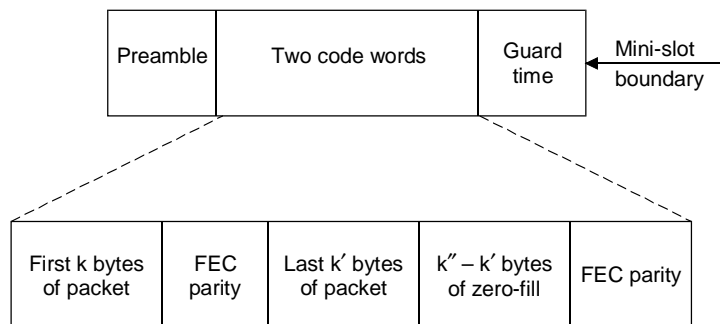 Preamble
Two code words
Guard
time
Mini-slot
boundary
First k bytes
of packet
FEC
parity
Last k′ bytes
of packet
k″ – k′ bytes
of zero-fill
FEC parity